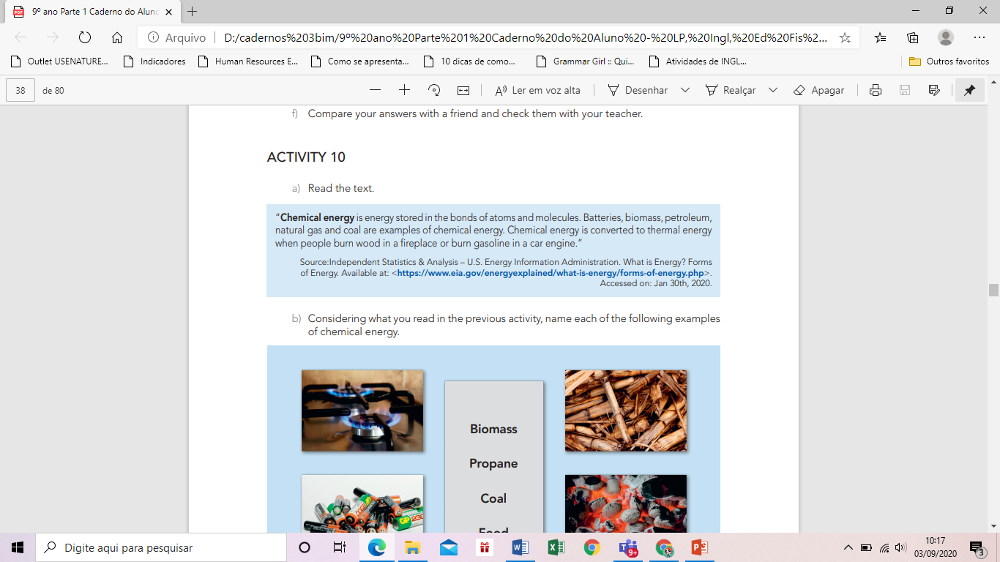 9º ano Parte 1 Caderno do Aluno
Arquivo
D:/cadernos%203bim/9º%20ano%20Parte%201%20Caderno%20do%20Aluno%20-%20LP,%20Ingl,%20Ed%20Fis%2...
Outlet USENATURE...
Indicadores
Human Resources E...
Como se apresenta...
10 dicas de como...
Grammar Girl :: Qui...
Atividades de INGL...
Outros favoritos
38 de 80
Ler em voz alta
Desenhar
Realçar
Apagar
f) Compare your answers with a friend and check them with your teacher.
ACTIVITY 10
a) Read the text.
“Chemical energy is energy stored in the bonds of atoms and molecules. Batteries, biomass, petroleum,
natural gas and coal are examples of chemical energy. Chemical energy is converted to thermal energy
when people burn wood in a fireplace or burn gasoline in a car engine.”
Source:Independent Statistics & Analysis – U.S. Energy Information Administration. What is Energy? Forms
of Energy. Available at: <https://www.eia.gov/energyexplained/what-is-energy/forms-of-energy.php>.
Accessed on: Jan 30th, 2020.
b) Considering what you read in the previous activity, name each of the following examples
of chemical energy.
Biomass
Propane
Coal
Food
GP
Digite aqui para pesquisar
9+
10:17
03/09/2020
3